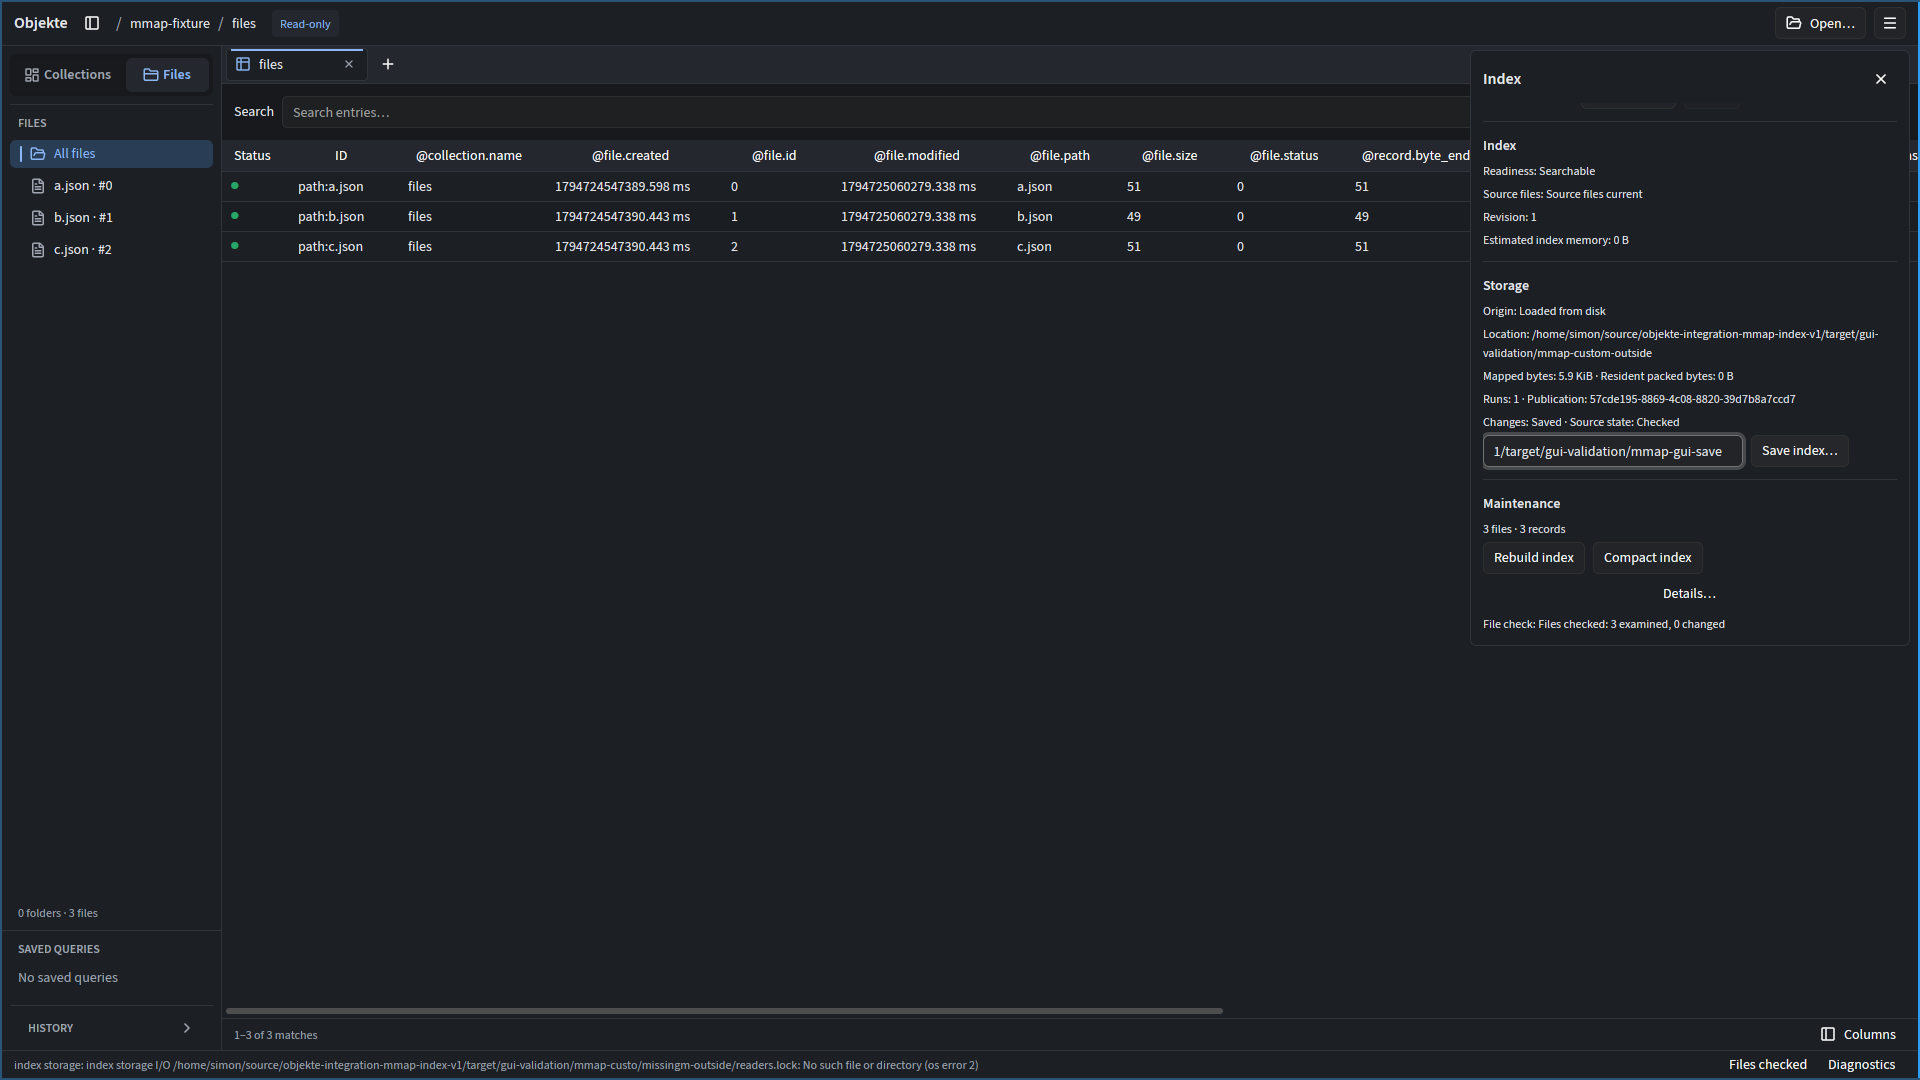 Objekte / mmap-fixture / files Read-only Open…
Collections Files
FILES
All files
a.json · #0
b.json · #1
c.json · #2
0 folders · 3 files
SAVED QUERIES
No saved queries
HISTORY
files
Search Search entries…
Status ID @collection.name @file.created @file.id @file.modified @file.path @file.size @file.status @record.byte_end
path:a.json files 1794724547389.598 ms 0 1794725060279.338 ms a.json 51 0 51
path:b.json files 1794724547390.443 ms 1 1794725060279.338 ms b.json 49 0 49
path:c.json files 1794724547390.443 ms 2 1794725060279.338 ms c.json 51 0 51
1–3 of 3 matches
Columns
Index
Index
Readiness: Searchable
Source files: Source files current
Revision: 1
Estimated index memory: 0 B
Storage
Origin: Loaded from disk
Location: /home/simon/source/objekte-integration-mmap-index-v1/target/gui-
validation/mmap-custom-outside
Mapped bytes: 5.9 KiB · Resident packed bytes: 0 B
Runs: 1 · Publication: 57cde195-8869-4c08-8820-39d7b8a7ccd7
Changes: Saved · Source state: Checked
1/target/gui-validation/mmap-gui-save Save index…
Maintenance
3 files · 3 records
Rebuild index Compact index
Details…
File check: Files checked: 3 examined, 0 changed
index storage: index storage I/O /home/simon/source/objekte-integration-mmap-index-v1/target/gui-validation/mmap-custo/missingm-outside/readers.lock: No such file or directory (os error 2)
Files checked Diagnostics